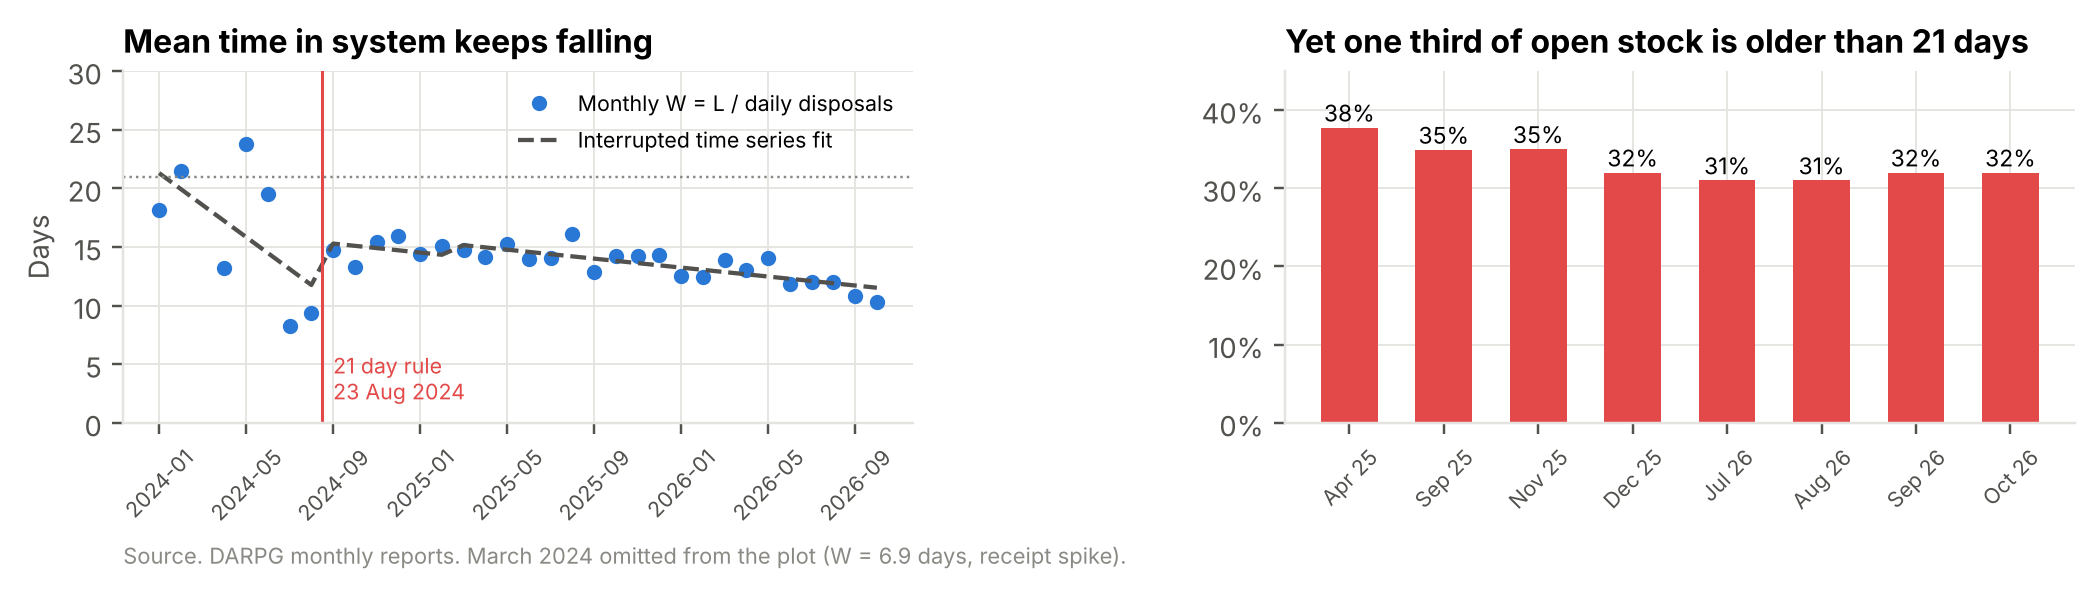 Mean time in system keeps falling
30
25
20
15
10
5
0
Days
Monthly W = L / daily disposals
Interrupted time series fit
21 day rule
23 Aug 2024
2024-01
2024-05
2024-09
2025-01
2025-05
2025-09
2026-01
2026-05
2026-09
Source. DARPG monthly reports. March 2024 omitted from the plot (W = 6.9 days, receipt spike).
Yet one third of open stock is older than 21 days
40%
30%
20%
10%
0%
38%
35%
35%
32%
31%
31%
32%
32%
Apr 25
Sep 25
Nov 25
Dec 25
Jul 26
Aug 26
Sep 26
Oct 26